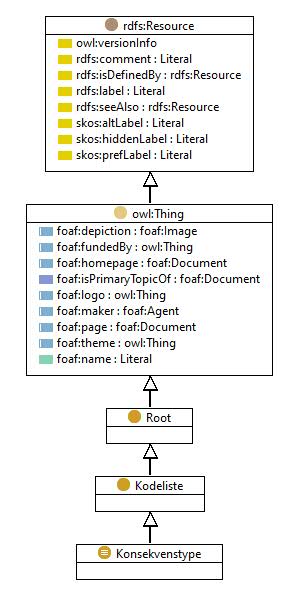 rdfs:Resource
owl:versionInfo
rdfs:comment : Literal
rdfs:isDefinedBy : rdfs:Resource
rdfs:label : Literal
rdfs:seeAlso : rdfs:Resource
skos:altLabel : Literal
skos:hiddenLabel : Literal
skos:prefLabel : Literal
owl:Thing
foaf:depiction : foaf:Image
foaf:fundedBy : owl:Thing
foaf:homepage : foaf:Document
foaf:isPrimaryTopicOf : foaf:Document
foaf:logo : owl:Thing
foaf:maker : foaf:Agent
foaf:page : foaf:Document
foaf:theme : owl:Thing
foaf:name : Literal
Root
Kodeliste
Konsekvenstype